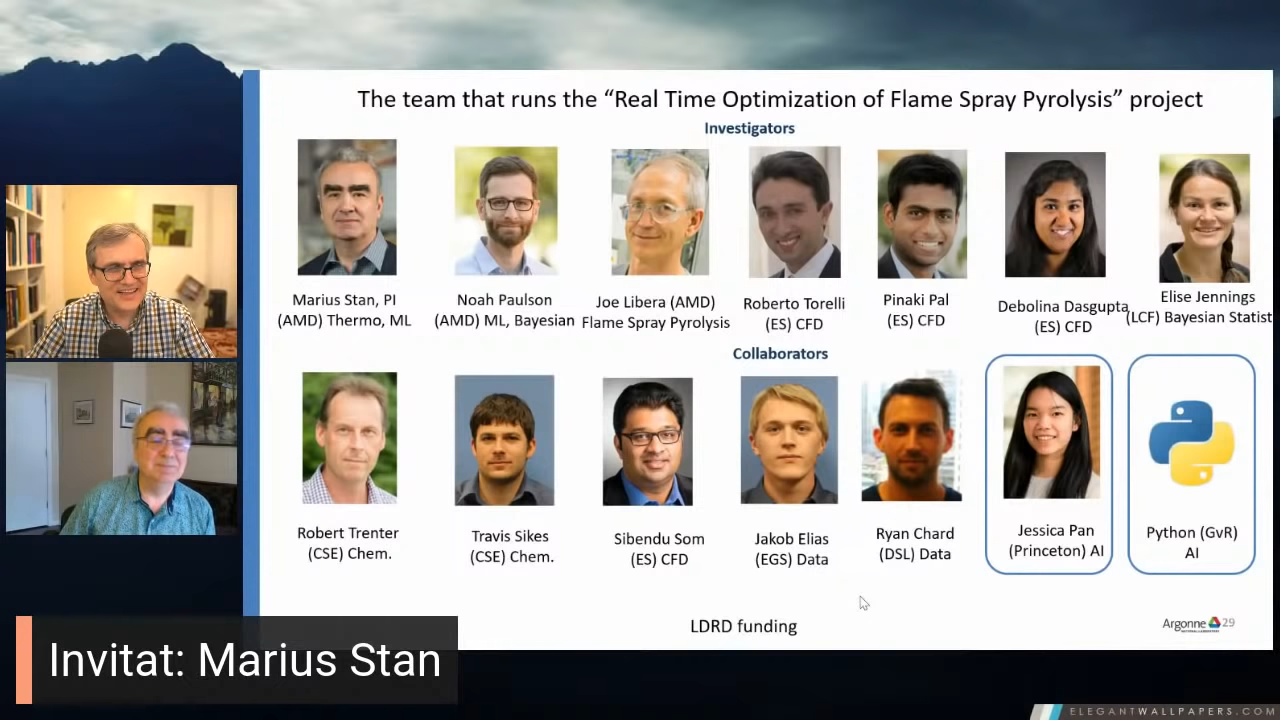 The team that runs the “Real Time Optimization of Flame Spray Pyrolysis” project
Investigators
Marius Stan, PI
(AMD) Thermo, ML
Noah Paulson
(AMD) ML, Bayesian
Joe Libera (AMD)
Flame Spray Pyrolysis
Roberto Torelli
(ES) CFD
Pinaki Pal
(ES) CFD
Debolina Dasgupta
(ES) CFD
Elise Jennings
(LCF) Bayesian Statist
Collaborators
Robert Trenter
(CSE) Chem.
Travis Sikes
(CSE) Chem.
Sibendu Som
(ES) CFD
Jakob Elias
(EGS) Data
Ryan Chard
(DSL) Data
Jessica Pan
(Princeton) AI
Python (GvR)
AI
LDRD funding
Argonne
29
Invitat: Marius Stan
ELEGANTWALLPAPERS.COM